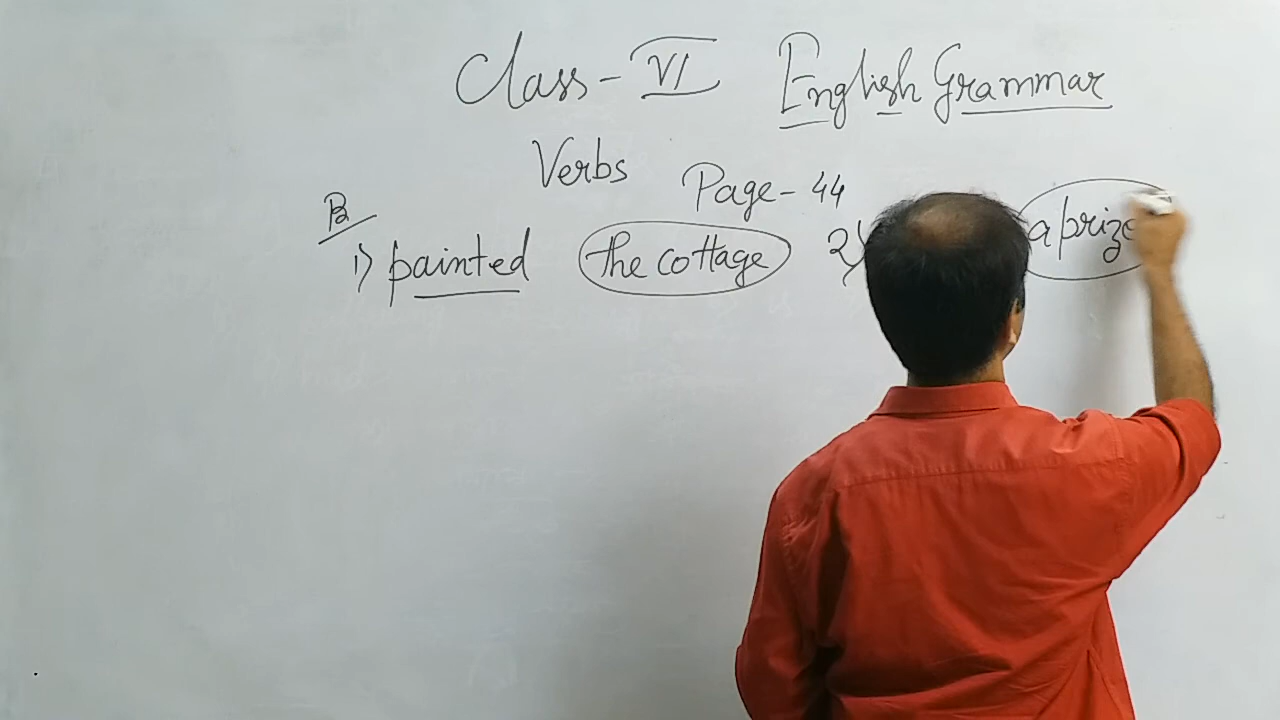 Class - VI English Grammar
Verbs Page - 44
B
1) painted the cottage 2) a prize